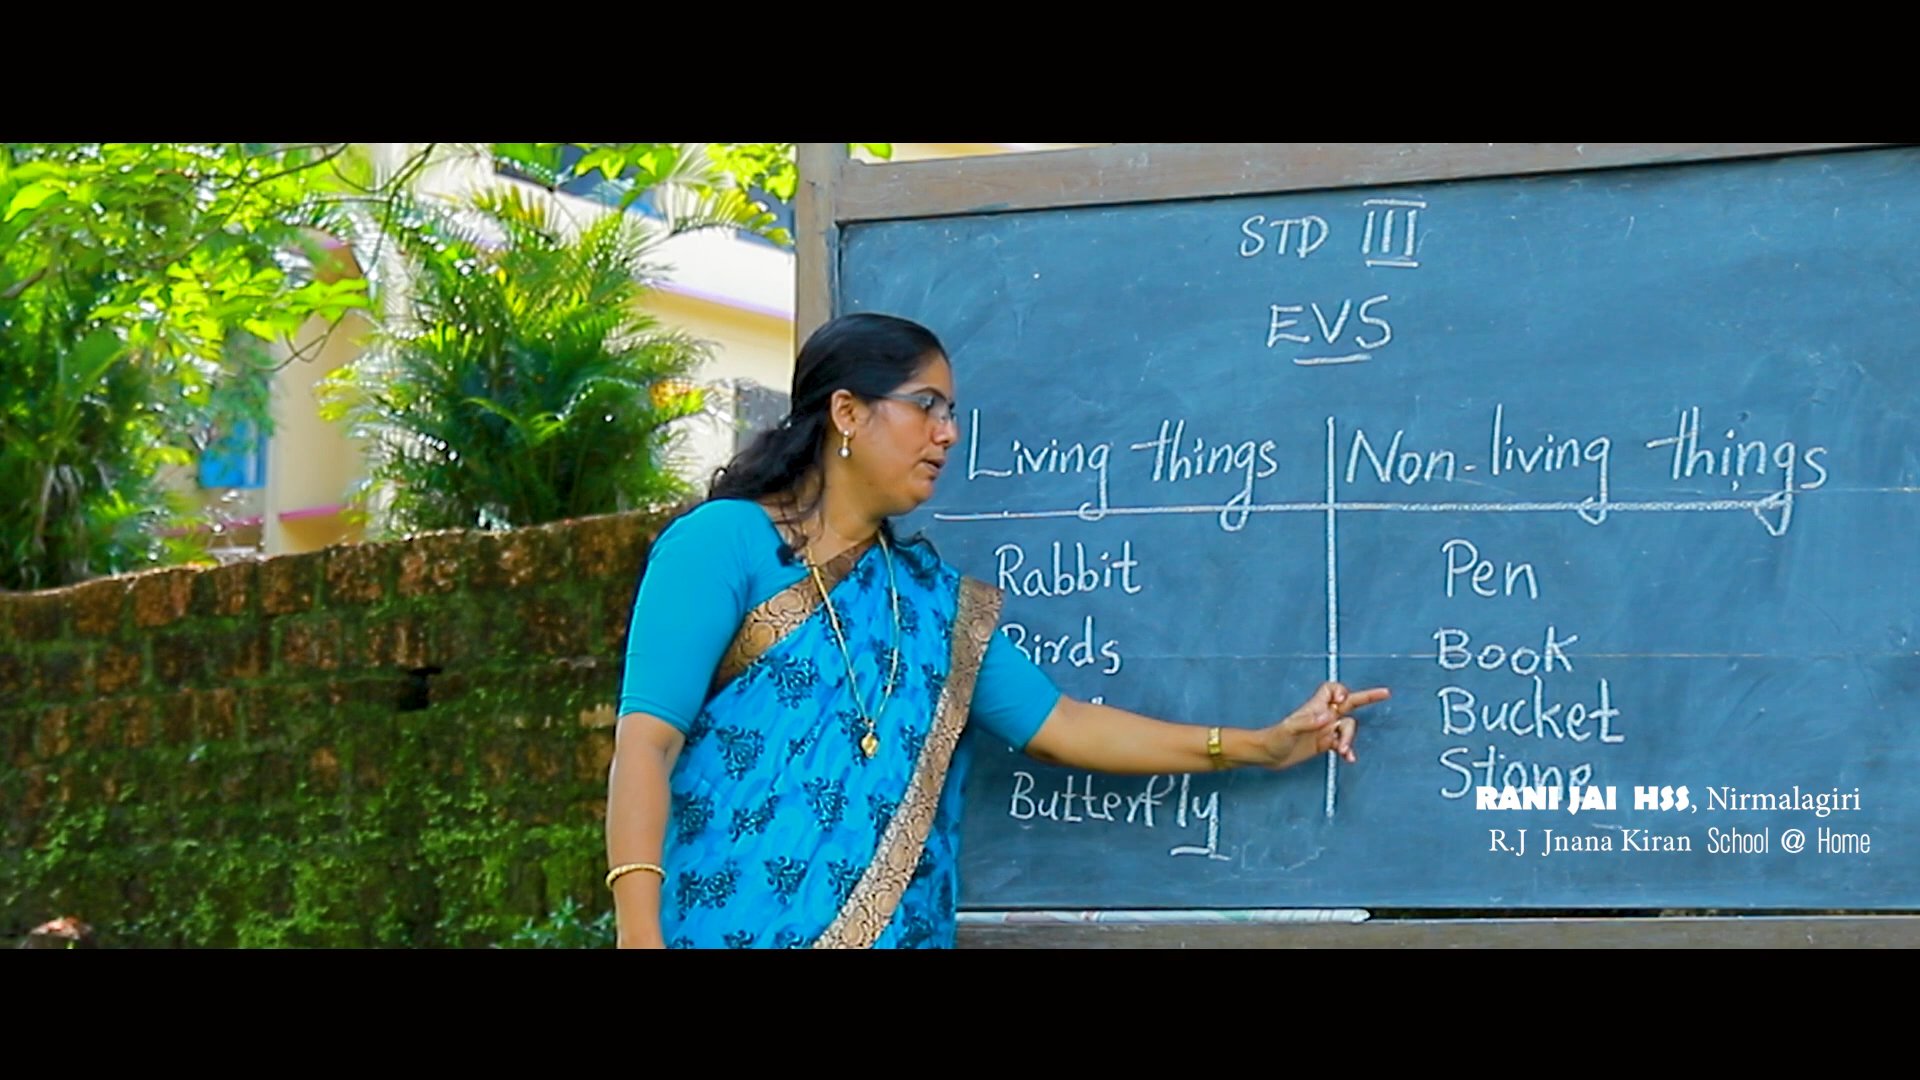 STD III
EVS
Living things Non-living things
Rabbit Pen
Birds Book
Bucket
Stone
Butterfly
RANI JAI HSS, Nirmalagiri
R.J Jnana Kiran School @ Home